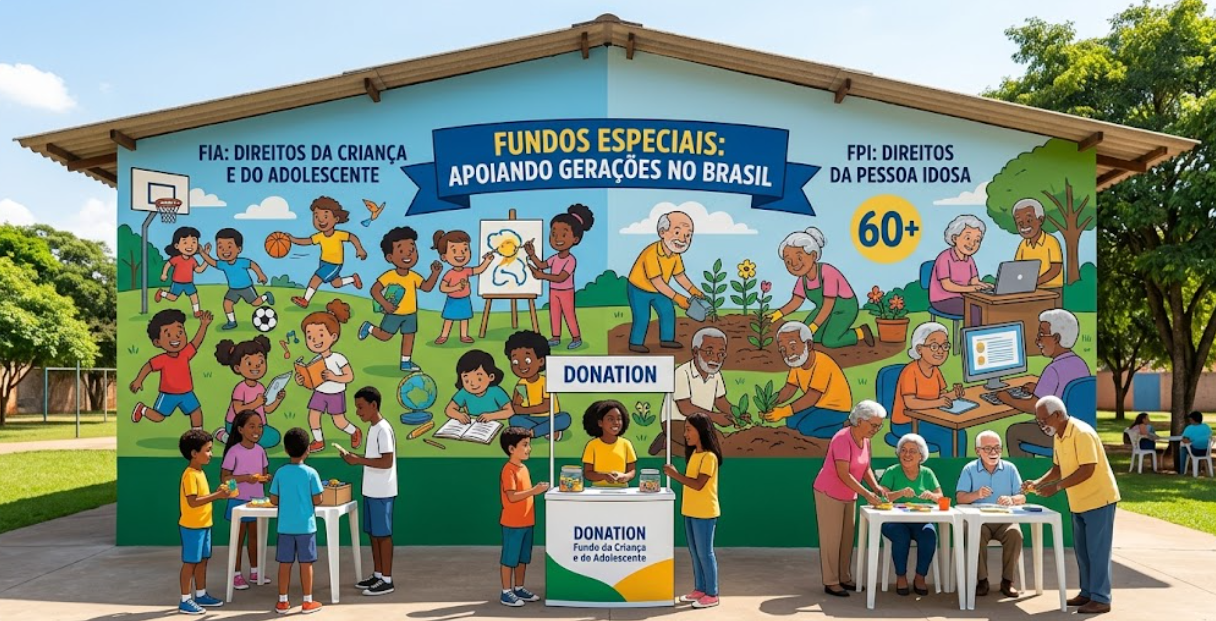 FUNDOS ESPECIAIS:
APOIANDO GERAÇÕES NO BRASIL
FIA: DIREITOS DA CRIANÇA
E DO ADOLESCENTE
FPI: DIREITOS
DA PESSOA IDOSA
60+
DONATION
DONATION
Fundo da Criança
e do Adolescente